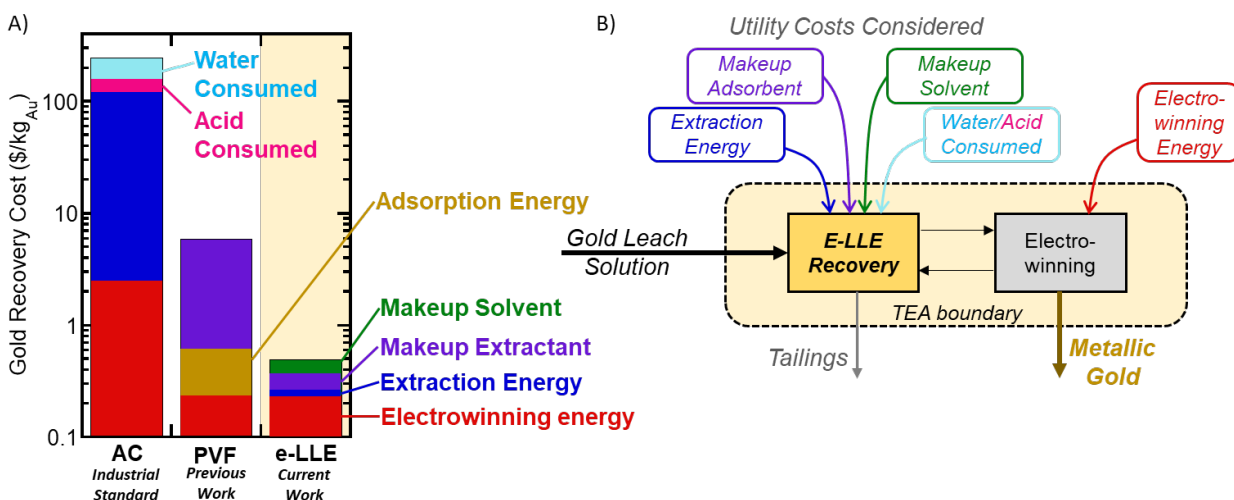 A)
Gold Recovery Cost ($/kgAu)
100
10
1
0.1
Water
Consumed
Acid
Consumed
Adsorption Energy
Makeup Solvent
Makeup Extractant
Extraction Energy
Electrowinning energy
AC
Industrial
Standard
PVF
Previous
Work
e-LLE
Current
Work
B)
Utility Costs Considered
Makeup
Adsorbent
Makeup
Solvent
Extraction
Energy
Water/Acid
Consumed
Electro-
winning
Energy
Gold Leach
Solution
E-LLE
Recovery
Electro-
winning
TEA boundary
Tailings
Metallic
Gold